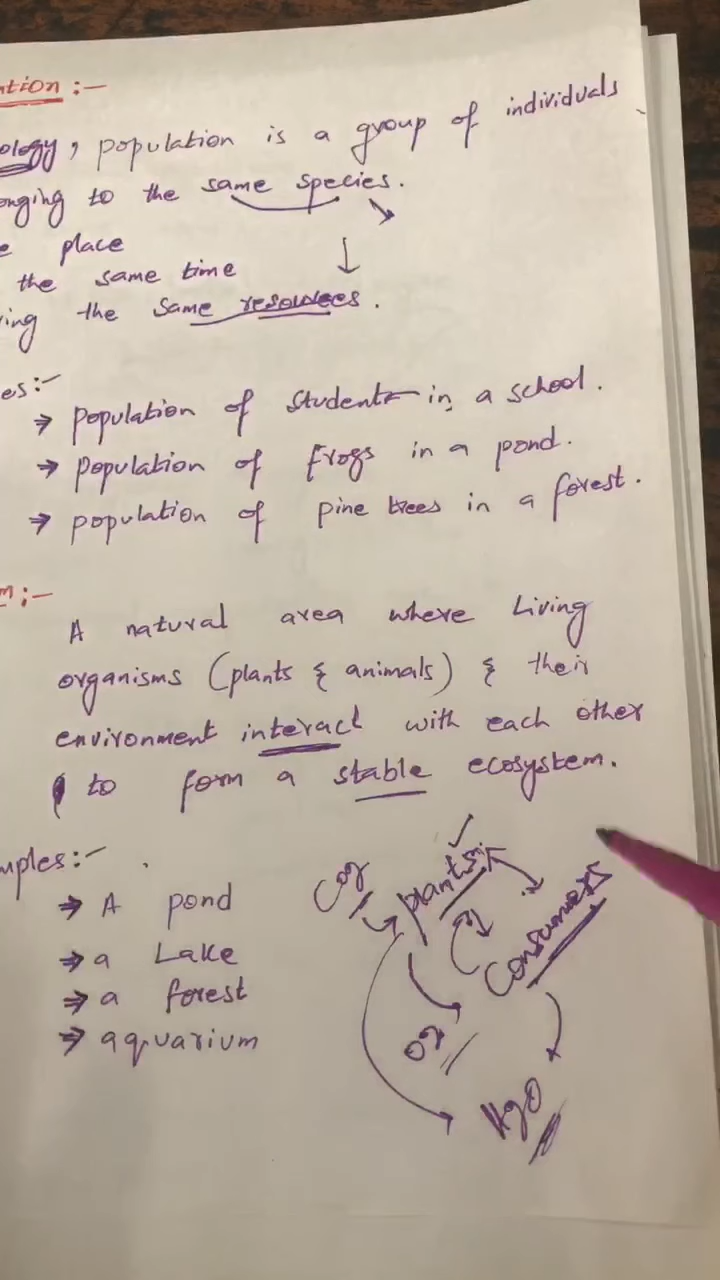 ation :-
ology, population is a group of individuals
onging to the same species.
e place
the same time
ing the same resources.
es :-
⇒ population of students in a school.
⇒ population of frogs in a pond.
⇒ population of pine trees in a forest.
m :-
A natural area where living
organisms (plants & animals) & their
environment interact with each other
to form a stable ecosystem.
mples :-
⇒ A pond
⇒ a Lake
⇒ a forest
⇒ aquarium
CO2
plants
consumers
O2
H2O